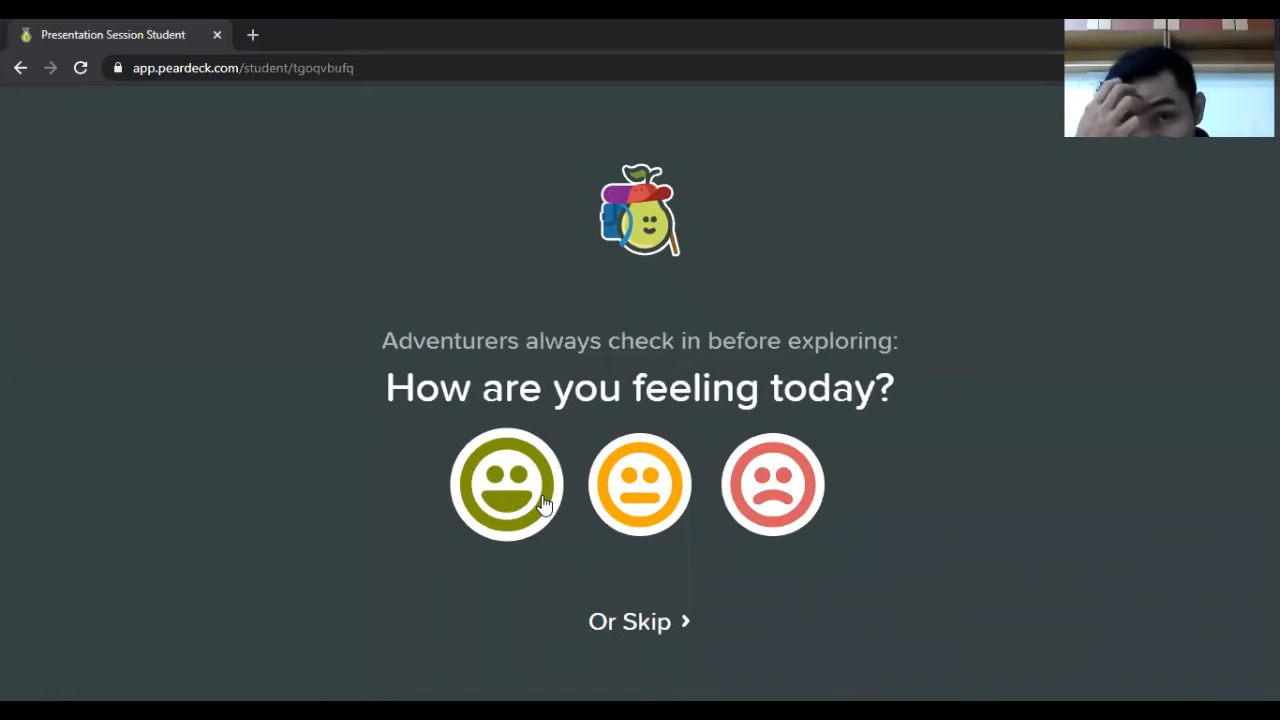 Presentation Session Student
app.peardeck.com/student/tgoqvbufq
Adventurers always check in before exploring:
How are you feeling today?
Or Skip